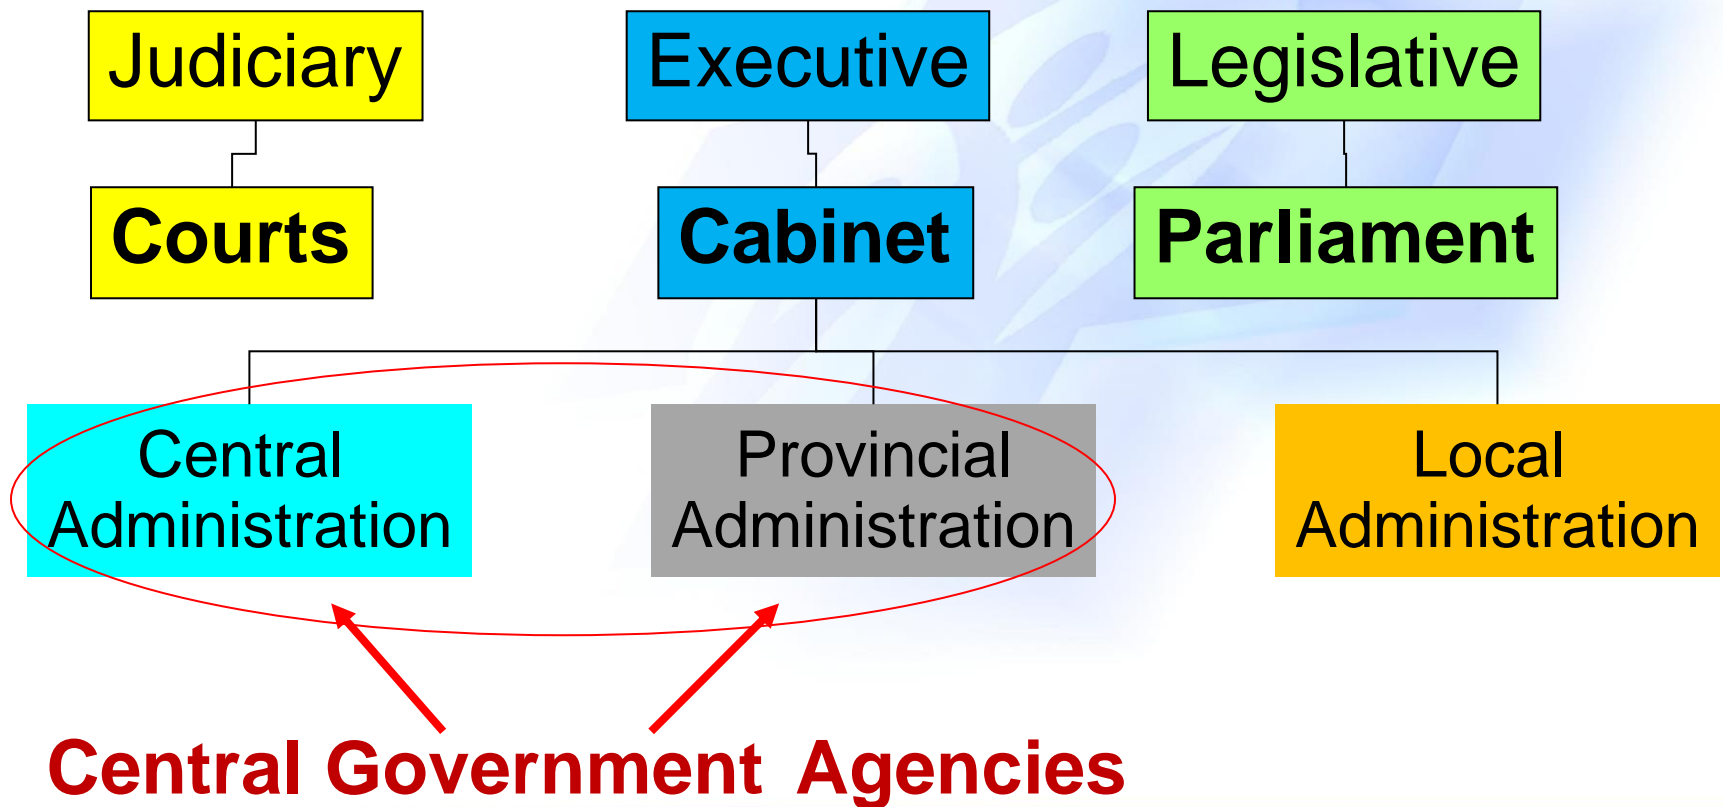 Judiciary
Executive
Legislative
Courts
Cabinet
Parliament
Central
Administration
Provincial
Administration
Local
Administration
Central Government Agencies